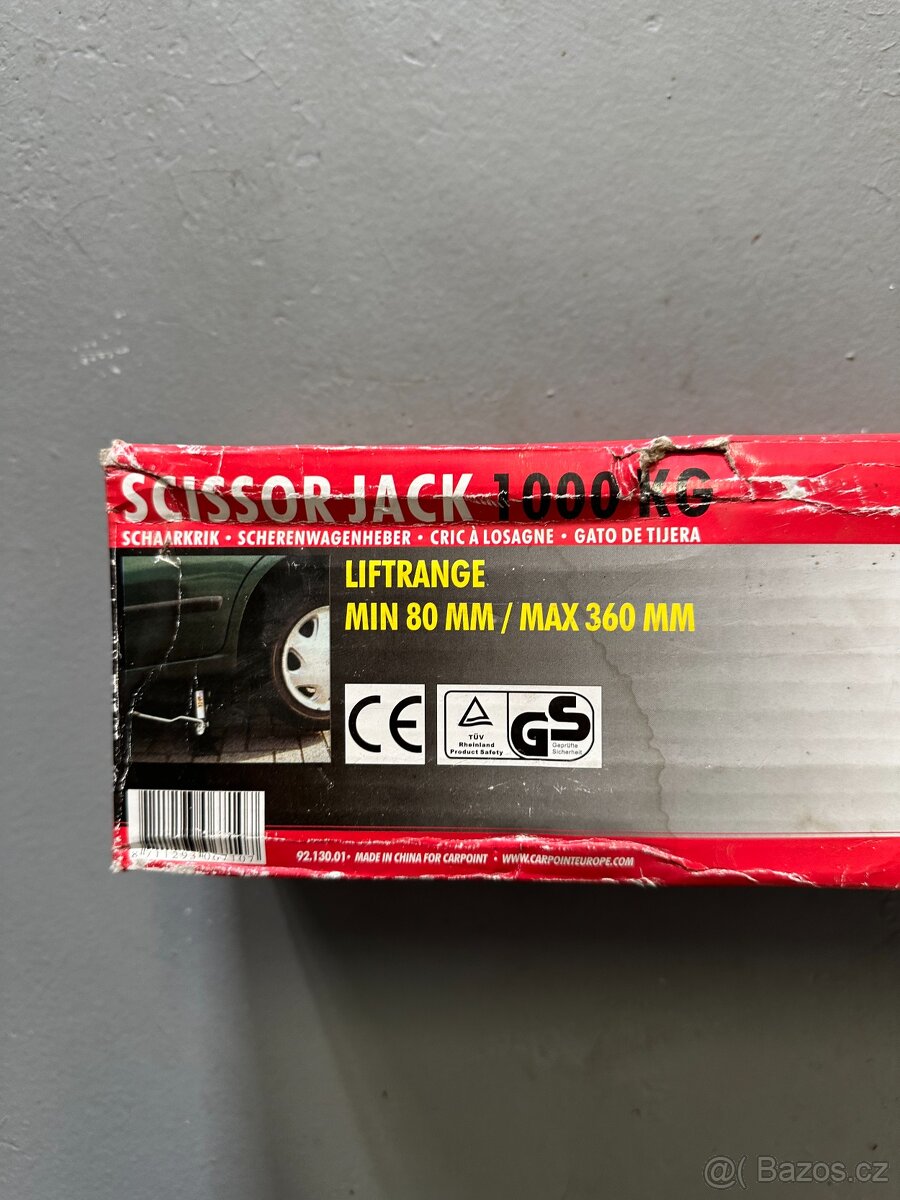 SCISSOR JACK 1000 KG
SCHAARKRIK • SCHERENWAGENHEBER • CRIC À LOSAGNE • GATO DE TIJERA
LIFTRANGE
MIN 80 MM / MAX 360 MM
CE
TÜV
Rheinland
Product Safety
GS
Geprüfte
Sicherheit
92.130.01 • MADE IN CHINA FOR CARPOINT • WWW.CARPOINTEUROPE.COM
@( Bazoš.cz